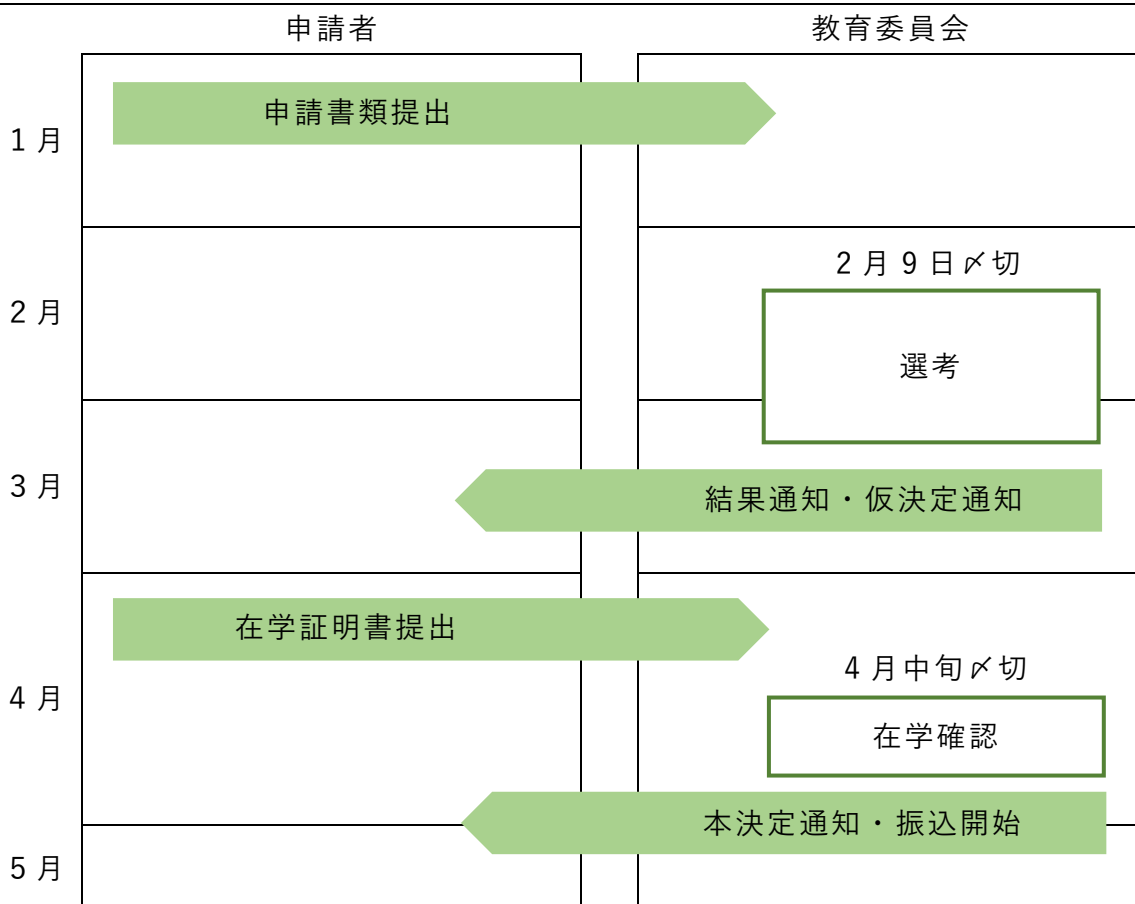 申請者
教育委員会
1月
申請書類提出
2月
2月9日〆切
選考
3月
結果通知・仮決定通知
在学証明書提出
4月
4月中旬〆切
在学確認
本決定通知・振込開始
5月